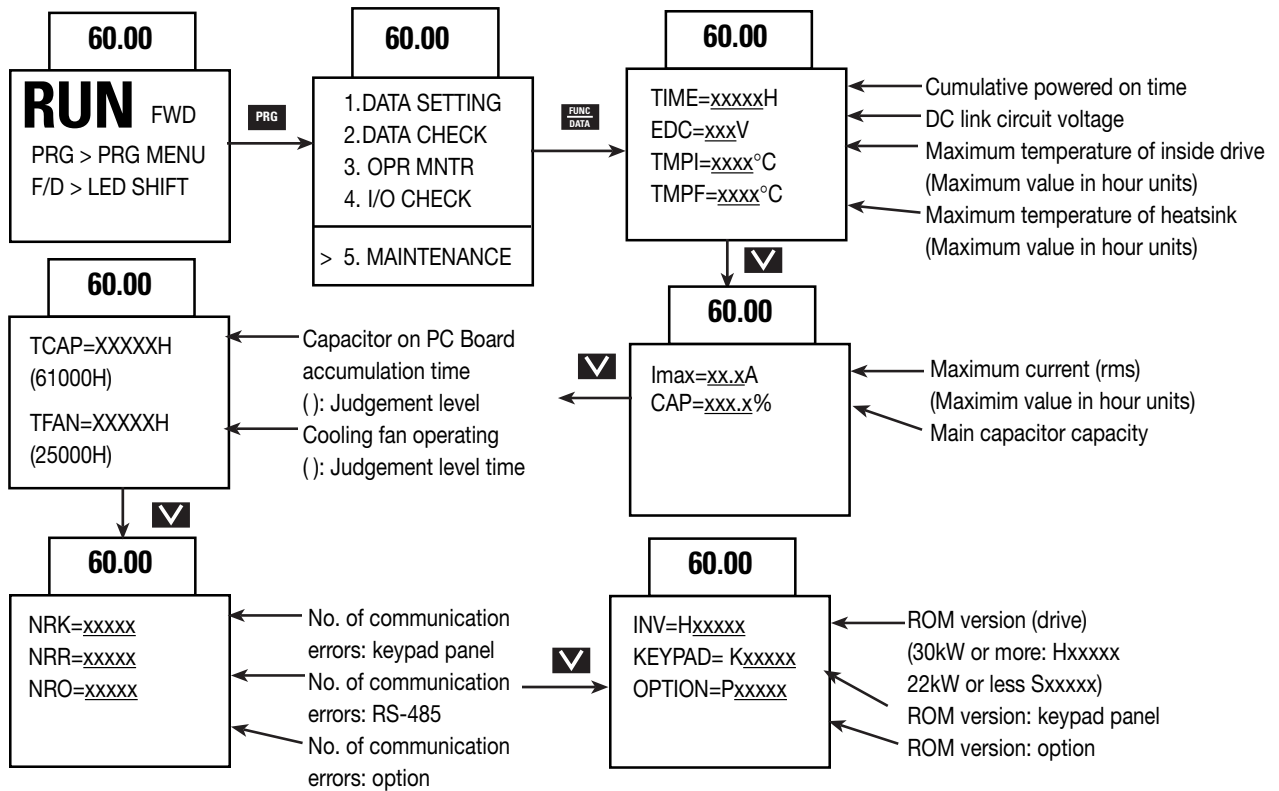 60.00
RUN FWD
PRG > PRG MENU
F/D > LED SHIFT
PRG
60.00
1.DATA SETTING
2.DATA CHECK
3. OPR MNTR
4. I/O CHECK
> 5. MAINTENANCE
FUNC
DATA
60.00
TIME=xxxxxH
EDC=xxxV
TMPI=xxxx°C
TMPF=xxxx°C
Cumulative powered on time
DC link circuit voltage
Maximum temperature of inside drive
(Maximum value in hour units)
Maximum temperature of heatsink
(Maximum value in hour units)
60.00
Imax=xx.xA
CAP=xxx.x%
Maximum current (rms)
(Maximim value in hour units)
Main capacitor capacity
60.00
TCAP=XXXXXH
(61000H)
TFAN=XXXXXH
(25000H)
Capacitor on PC Board
accumulation time
( ): Judgement level
Cooling fan operating
( ): Judgement level time
60.00
NRK=xxxxx
NRR=xxxxx
NRO=xxxxx
No. of communication
errors: keypad panel
No. of communication
errors: RS-485
No. of communication
errors: option
60.00
INV=Hxxxxx
KEYPAD= Kxxxxx
OPTION=Pxxxxx
ROM version (drive)
(30kW or more: Hxxxxx
22kW or less Sxxxxx)
ROM version: keypad panel
ROM version: option